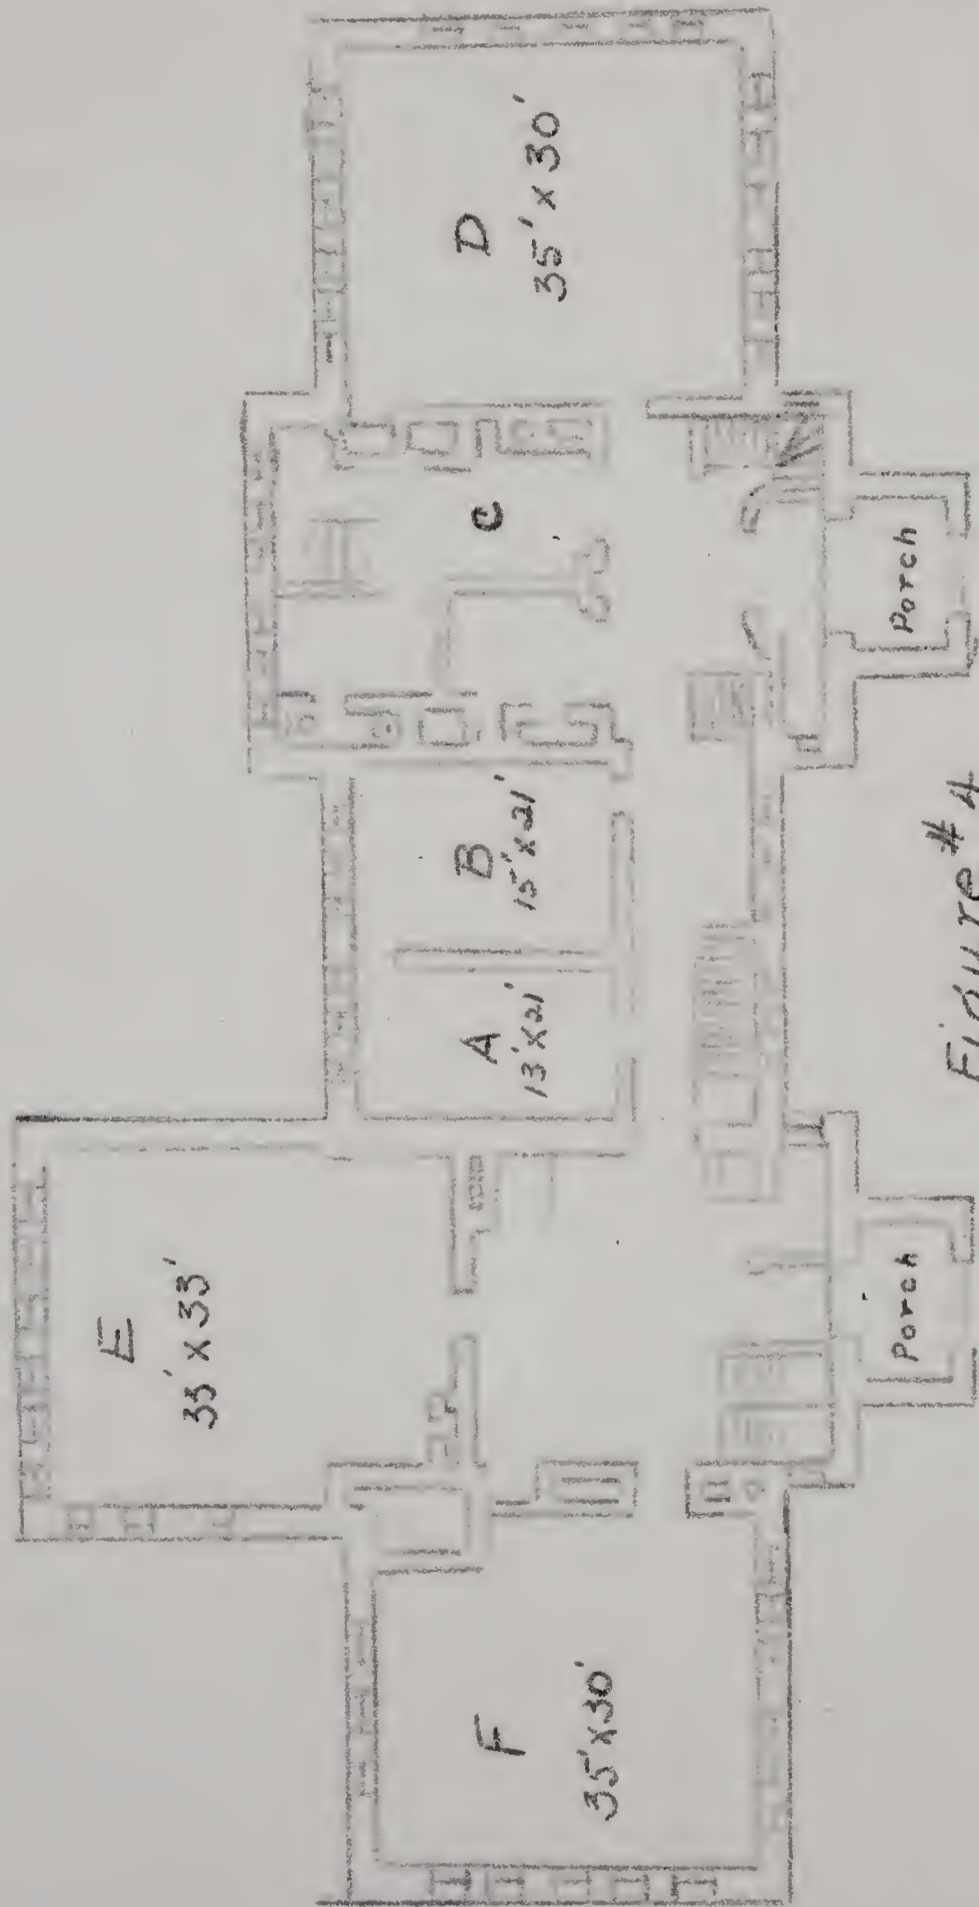 E
33' X 33'
F
35' X 30'
A
13' X 21'
B
15' X 21'
C
D
35' X 30'
Porch
Porch
Figure # 4